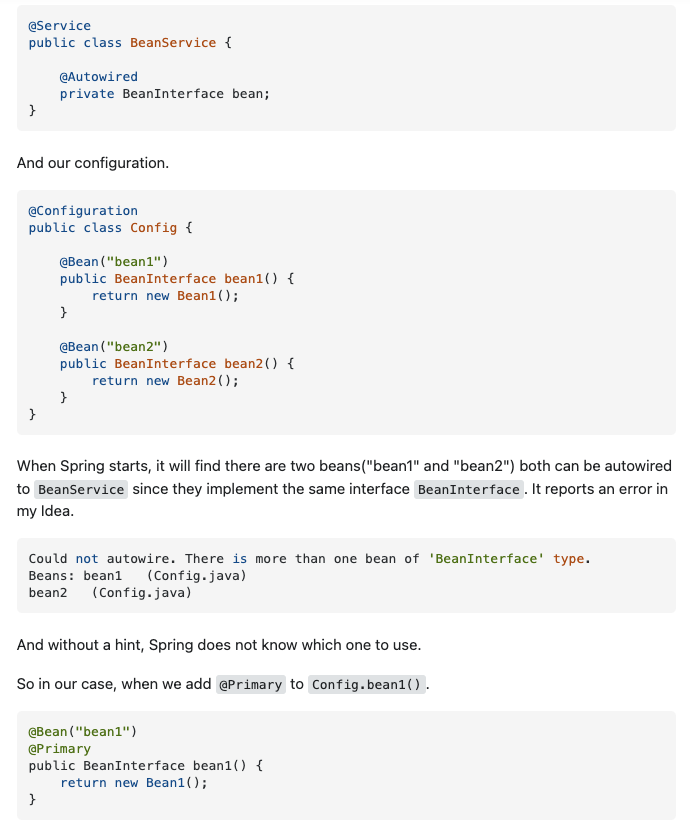 @Service
public class BeanService {
@Autowired
private BeanInterface bean;
}
And our configuration.
@Configuration
public class Config {
@Bean("bean1")
public BeanInterface bean1() {
return new Bean1();
}
@Bean("bean2")
public BeanInterface bean2() {
return new Bean2();
}
}
When Spring starts, it will find there are two beans("bean1" and "bean2") both can be autowired
to BeanService since they implement the same interface BeanInterface. It reports an error in
my Idea.
Could not autowire. There is more than one bean of 'BeanInterface' type.
Beans: bean1 (Config.java)
bean2 (Config.java)
And without a hint, Spring does not know which one to use.
So in our case, when we add @Primary to Config.bean1().
@Bean("bean1")
@Primary
public BeanInterface bean1() {
return new Bean1();
}